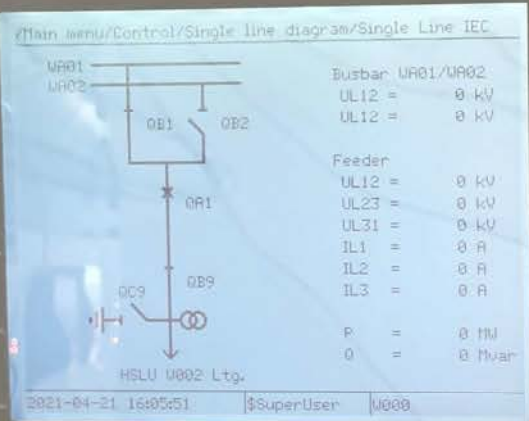 /Main menu/Control/Single line diagram/Single Line IEC
WA01
WA02
QB1
QB2
QA1
QB9
QC9
HSLU W002 Ltg.
Busbar WA01/WA02
UL12 = 0 kV
UL12 = 0 kV
Feeder
UL12 = 0 kV
UL23 = 0 kV
UL31 = 0 kV
IL1 = 0 A
IL2 = 0 A
IL3 = 0 A
P = 0 MW
Q = 0 Mvar
2021-04-21 16:05:51 $SuperUser W000